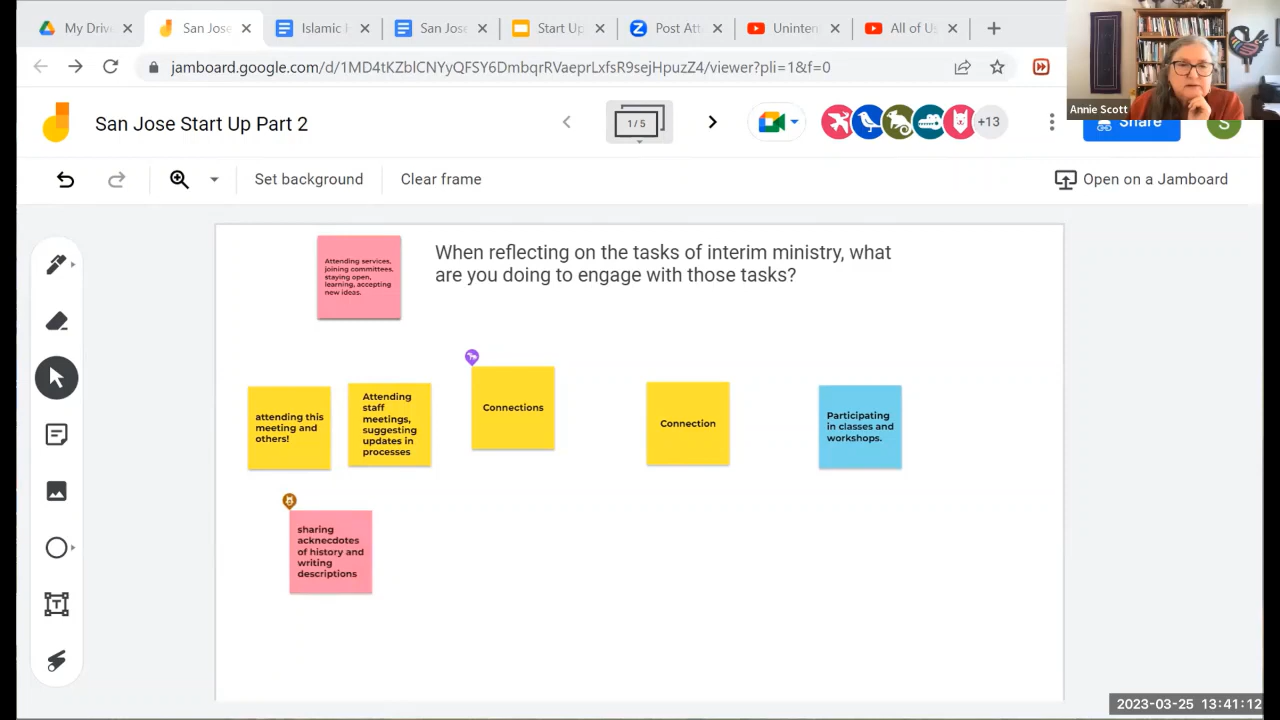 My Drive
San Jose
Islamic
San Jose
Start Up
Post Att
Uninten
All of U
jamboard.google.com/d/1MD4tKZblCNVyQFSY6DmbqrRVaeprLxfsR9sejHpuzZ4/viewer?pli=1&f=0
Annie Scott
San Jose Start Up Part 2
1/5
+13
Share
S
Set background
Clear frame
Open on a Jamboard
When reflecting on the tasks of interim ministry, what
are you doing to engage with those tasks?
Attending services,
joining committees,
staying open,
learning, accepting
new ideas.
attending this
meeting and
others!
Attending
staff
meetings,
suggesting
updates in
processes
Connections
Connection
Participating
in classes and
workshops.
sharing
acknecdotes
of history and
writing
descriptions
2023-03-25 13:41:12